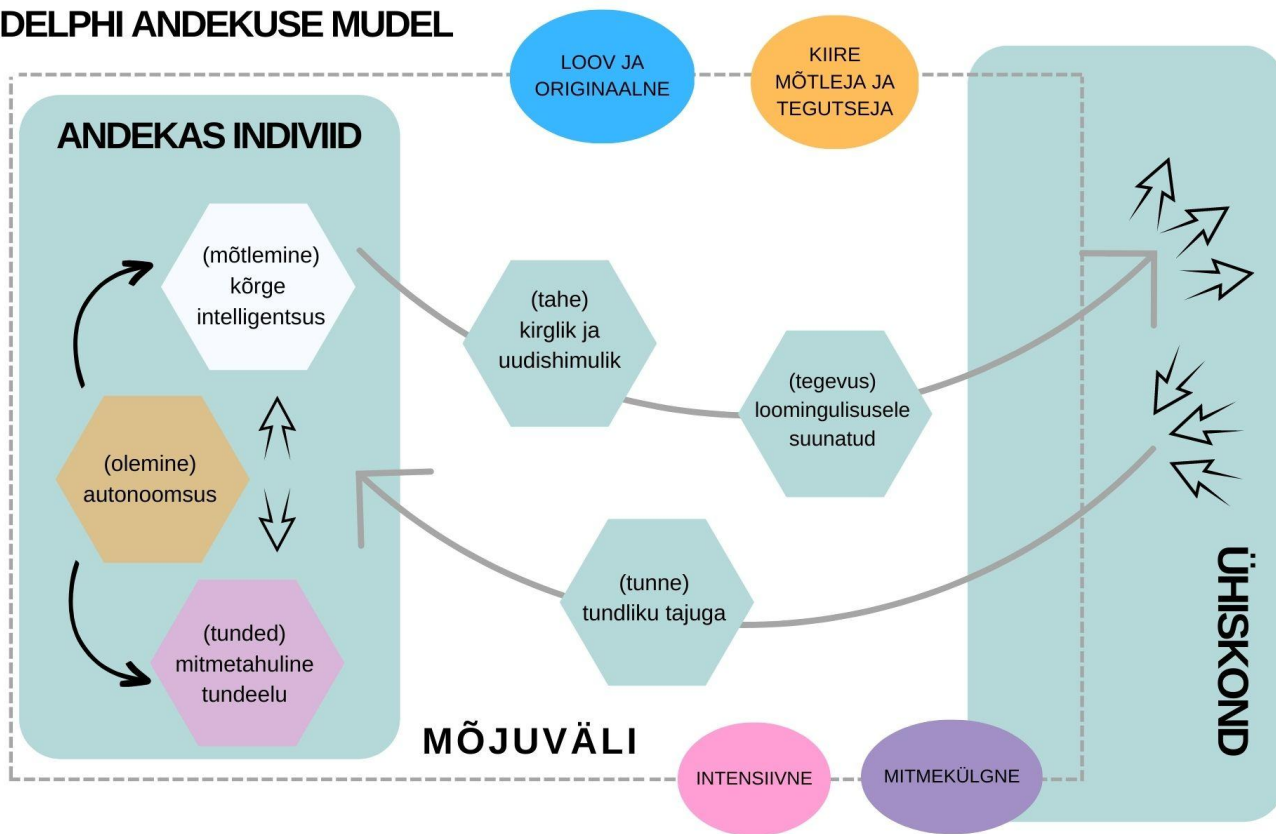 DELPHI ANDEKUSE MUDEL
LOOV JA
ORIGINAALNE
KIIRE
MÕTLEJA JA
TEGUTSEJA
ANDEKAS INDIVIID
(mõtlemine)
kõrge
intelligentsus
(tahe)
kirglik ja
uudishimulik
(tegevus)
loomingulisusele
suunatud
(olemine)
autonoomsus
(tunne)
tundliku tajuga
(tunded)
mitmetahuline
tundeelu
ÜHISKOND
MÕJUVÄLI
INTENSIIVNE
MITMEKÜLGNE